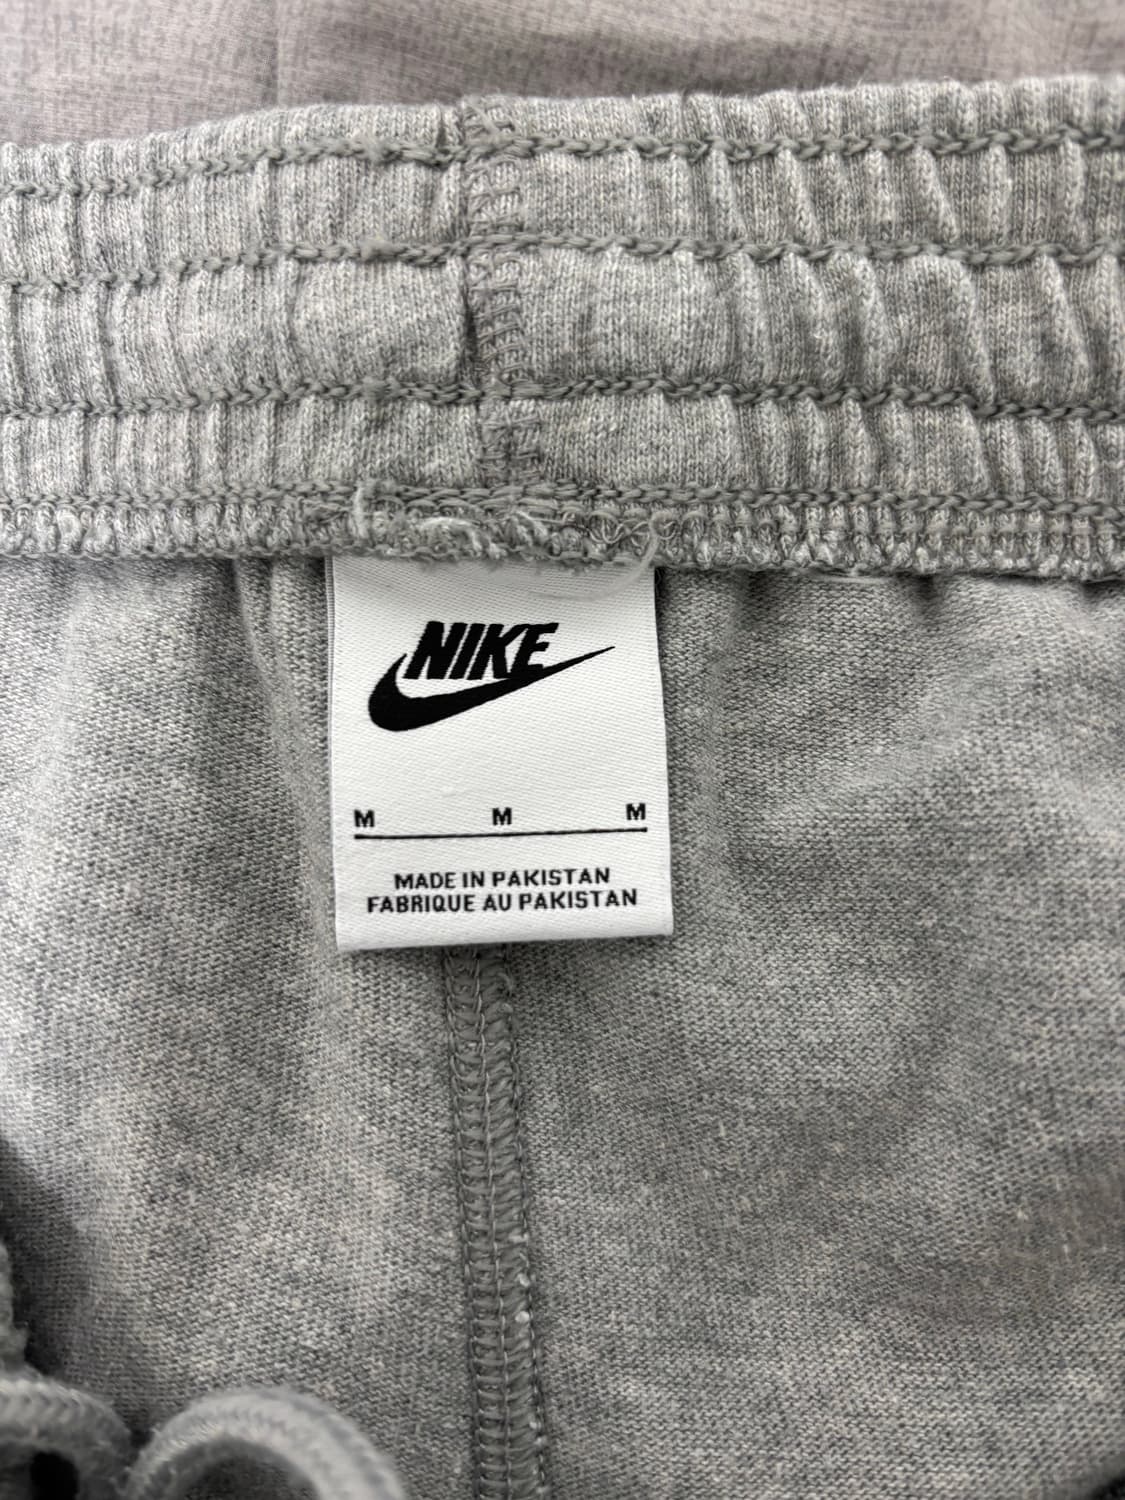 NIKE
M M M
MADE IN PAKISTAN
FABRIQUE AU PAKISTAN